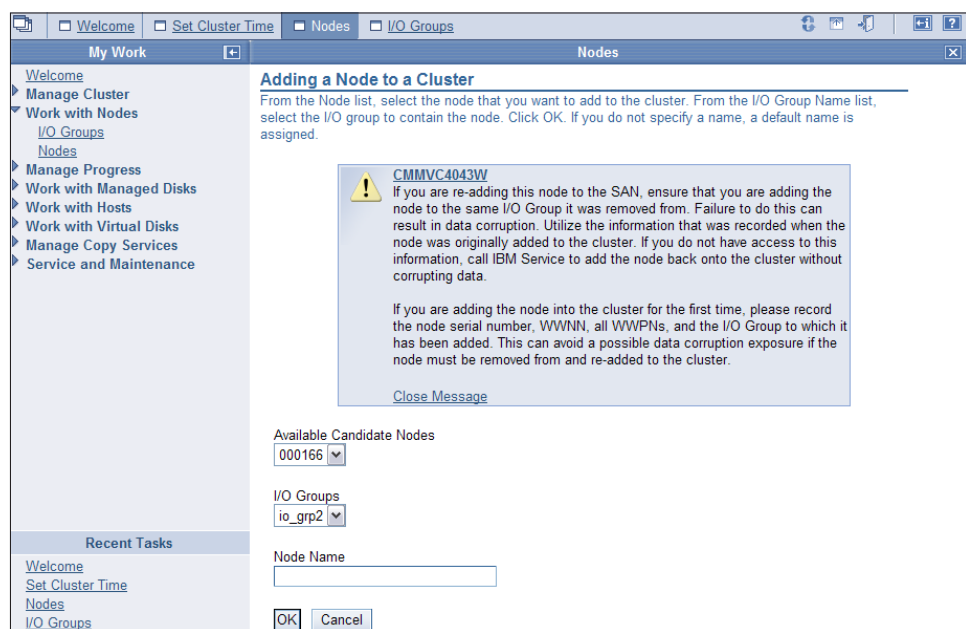 Welcome
Set Cluster Time
Nodes
I/O Groups
My Work
Nodes
Welcome
Manage Cluster
Work with Nodes
I/O Groups
Nodes
Manage Progress
Work with Managed Disks
Work with Hosts
Work with Virtual Disks
Manage Copy Services
Service and Maintenance
Recent Tasks
Welcome
Set Cluster Time
Nodes
I/O Groups
Adding a Node to a Cluster
From the Node list, select the node that you want to add to the cluster. From the I/O Group Name list,
select the I/O group to contain the node. Click OK. If you do not specify a name, a default name is
assigned.
CMMVC4043W
If you are re-adding this node to the SAN, ensure that you are adding the
node to the same I/O Group it was removed from. Failure to do this can
result in data corruption. Utilize the information that was recorded when the
node was originally added to the cluster. If you do not have access to this
information, call IBM Service to add the node back onto the cluster without
corrupting data.
If you are adding the node into the cluster for the first time, please record
the node serial number, WWNN, all WWPNs, and the I/O Group to which it
has been added. This can avoid a possible data corruption exposure if the
node must be removed from and re-added to the cluster.
Close Message
Available Candidate Nodes
000166
I/O Groups
io_grp2
Node Name
OK
Cancel